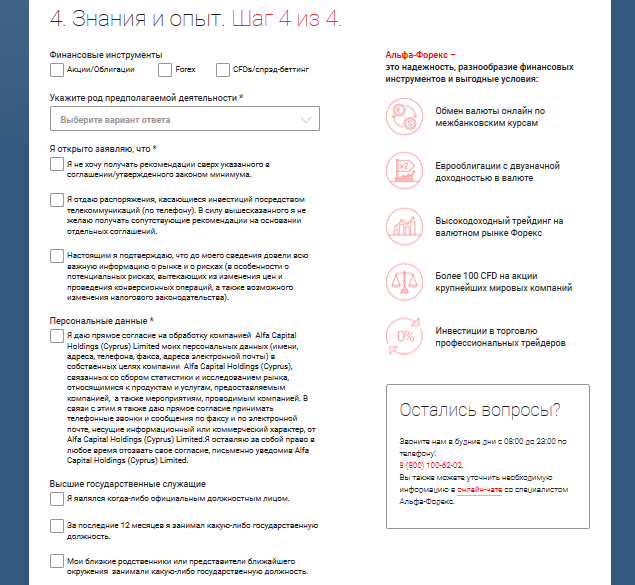 4. Знания и опыт. Шаг 4 из 4.
Финансовые инструменты
Акции/Облигации
Forex
CFDs/спрэд-беттинг
Укажите род предполагаемой деятельности *
Выберите вариант ответа
Я открыто заявляю, что *
Я не хочу получать рекомендации сверх указанного в
соглашении/утвержденного законом минимума.
Я отдаю распоряжения, касающиеся инвестиций посредством
телекоммуникаций (по телефону). В силу вышесказанного я не
желаю получать сопутствующие рекомендации на основании
отдельных соглашений.
Настоящим я подтверждаю, что до моего сведения довели всю
важную информацию о рынке и о рисках (в особенности о
потенциальных рисках, вытекающих из изменения цен и
проведения конверсионных операций, а также возможного
изменения налогового законодательства).
Персональные данные *
Я даю прямое согласие на обработку компанией Alfa Capital
Holdings (Cyprus) Limited моих персональных данных (имени,
адреса, телефона, факса, адреса электронной почты) в
собственных целях компании Alfa Capital Holdings (Cyprus),
связанных со сбором статистики и исследованием рынка,
относящимися к продуктам и услугам, предоставляемым
компанией, а также мероприятиям, проводимым компанией. В
связи с этим я также даю прямое согласие принимать
телефонные звонки и сообщения по факсу и по электронной
почте, несущие информационный или коммерческий характер, от
Alfa Capital Holdings (Cyprus) Limited.Я оставляю за собой право в
любое время отозвать свое согласие, письменно уведомив Alfa
Capital Holdings (Cyprus) Limited.
Высшие государственные служащие
Я являлся когда-либо официальным должностным лицом.
За последние 12 месяцев я занимал какую-либо государственную
должность.
Мои близкие родственники или представители ближайшего
окружения занимали какую-либо государственную должность.
Альфа-Форекс –
это надежность, разнообразие финансовых
инструментов и выгодные условия:
Обмен валюты онлайн по
межбанковским курсам
x2
Еврооблигации с двузначной
доходностью в валюте
Высокодоходный трейдинг на
валютном рынке Форекс
Более 100 CFD на акции
крупнейших мировых компаний
0%
Инвестиции в торговлю
профессиональных трейдеров
Остались вопросы?
Звоните нам в будние дни с 08:00 до 23:00 по
телефону:
8 (800) 100-62-02.
Вы также можете уточнить необходимую
информацию в онлайн-чате со специалистом
Альфа-Форекс.